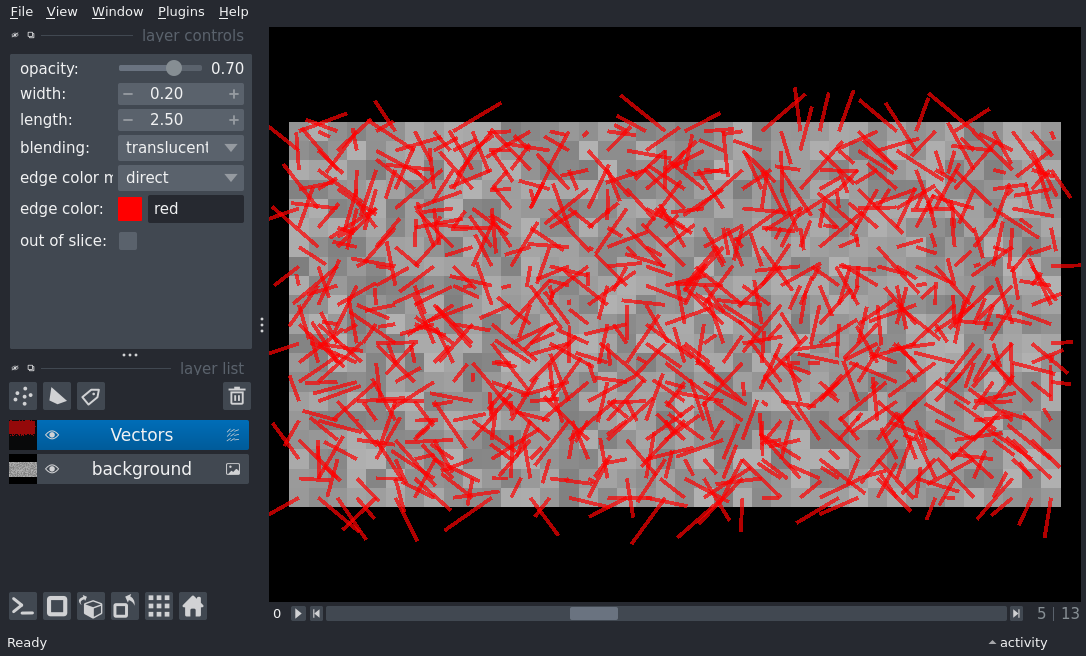 File View Window Plugins Help
layer controls
opacity: 0.70
width: − 0.20 +
length: − 2.50 +
blending: translucent
edge color m direct
edge color: red
out of slice:
layer list
Vectors
background
0 5 | 13
Ready activity